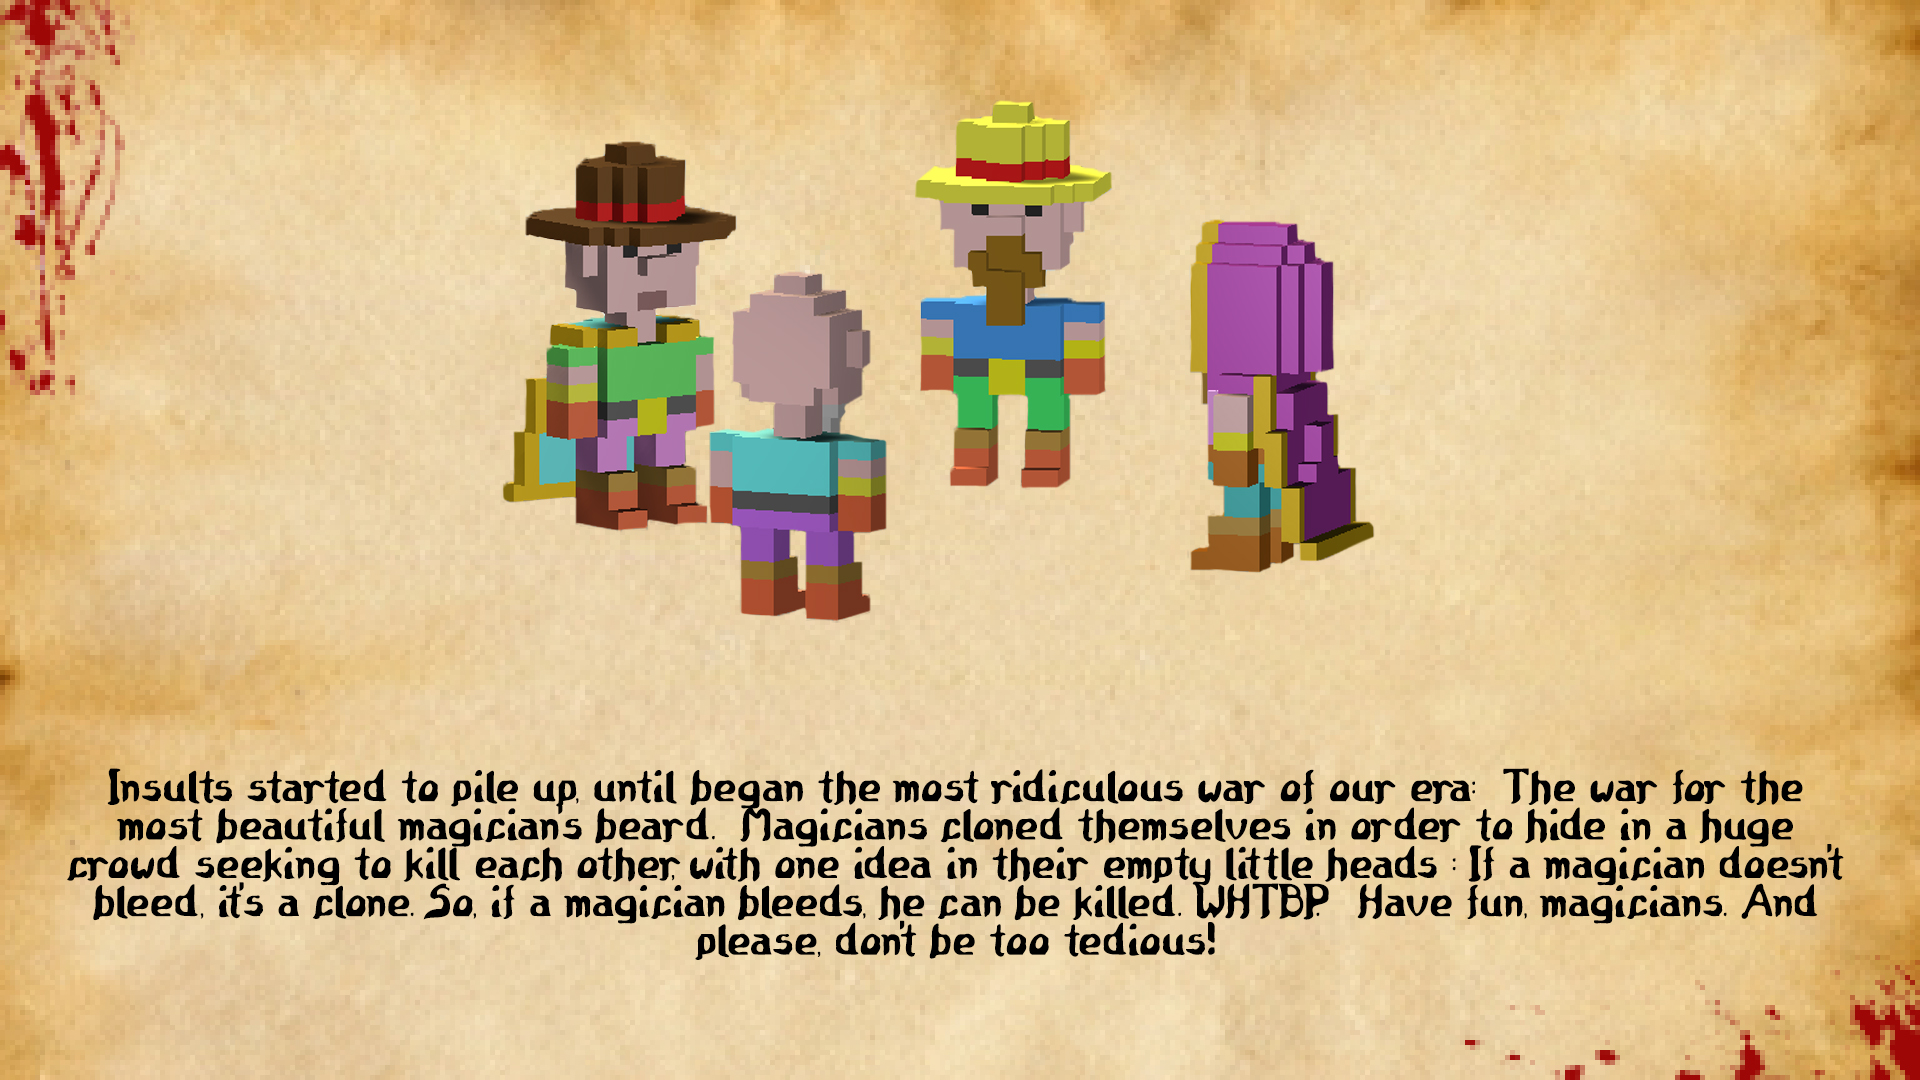 Insults started to pile up, until began the most ridiculous war of our era:  The war for the
most beautiful magician's beard.  Magicians cloned themselves in order to hide in a huge
crowd seeking to kill each other, with one idea in their empty little heads : If a magician doesn't
bleed, it's a clone. So, if a magician bleeds, he can be killed. WHTBP.  Have fun, magicians. And
please, don't be too tedious!